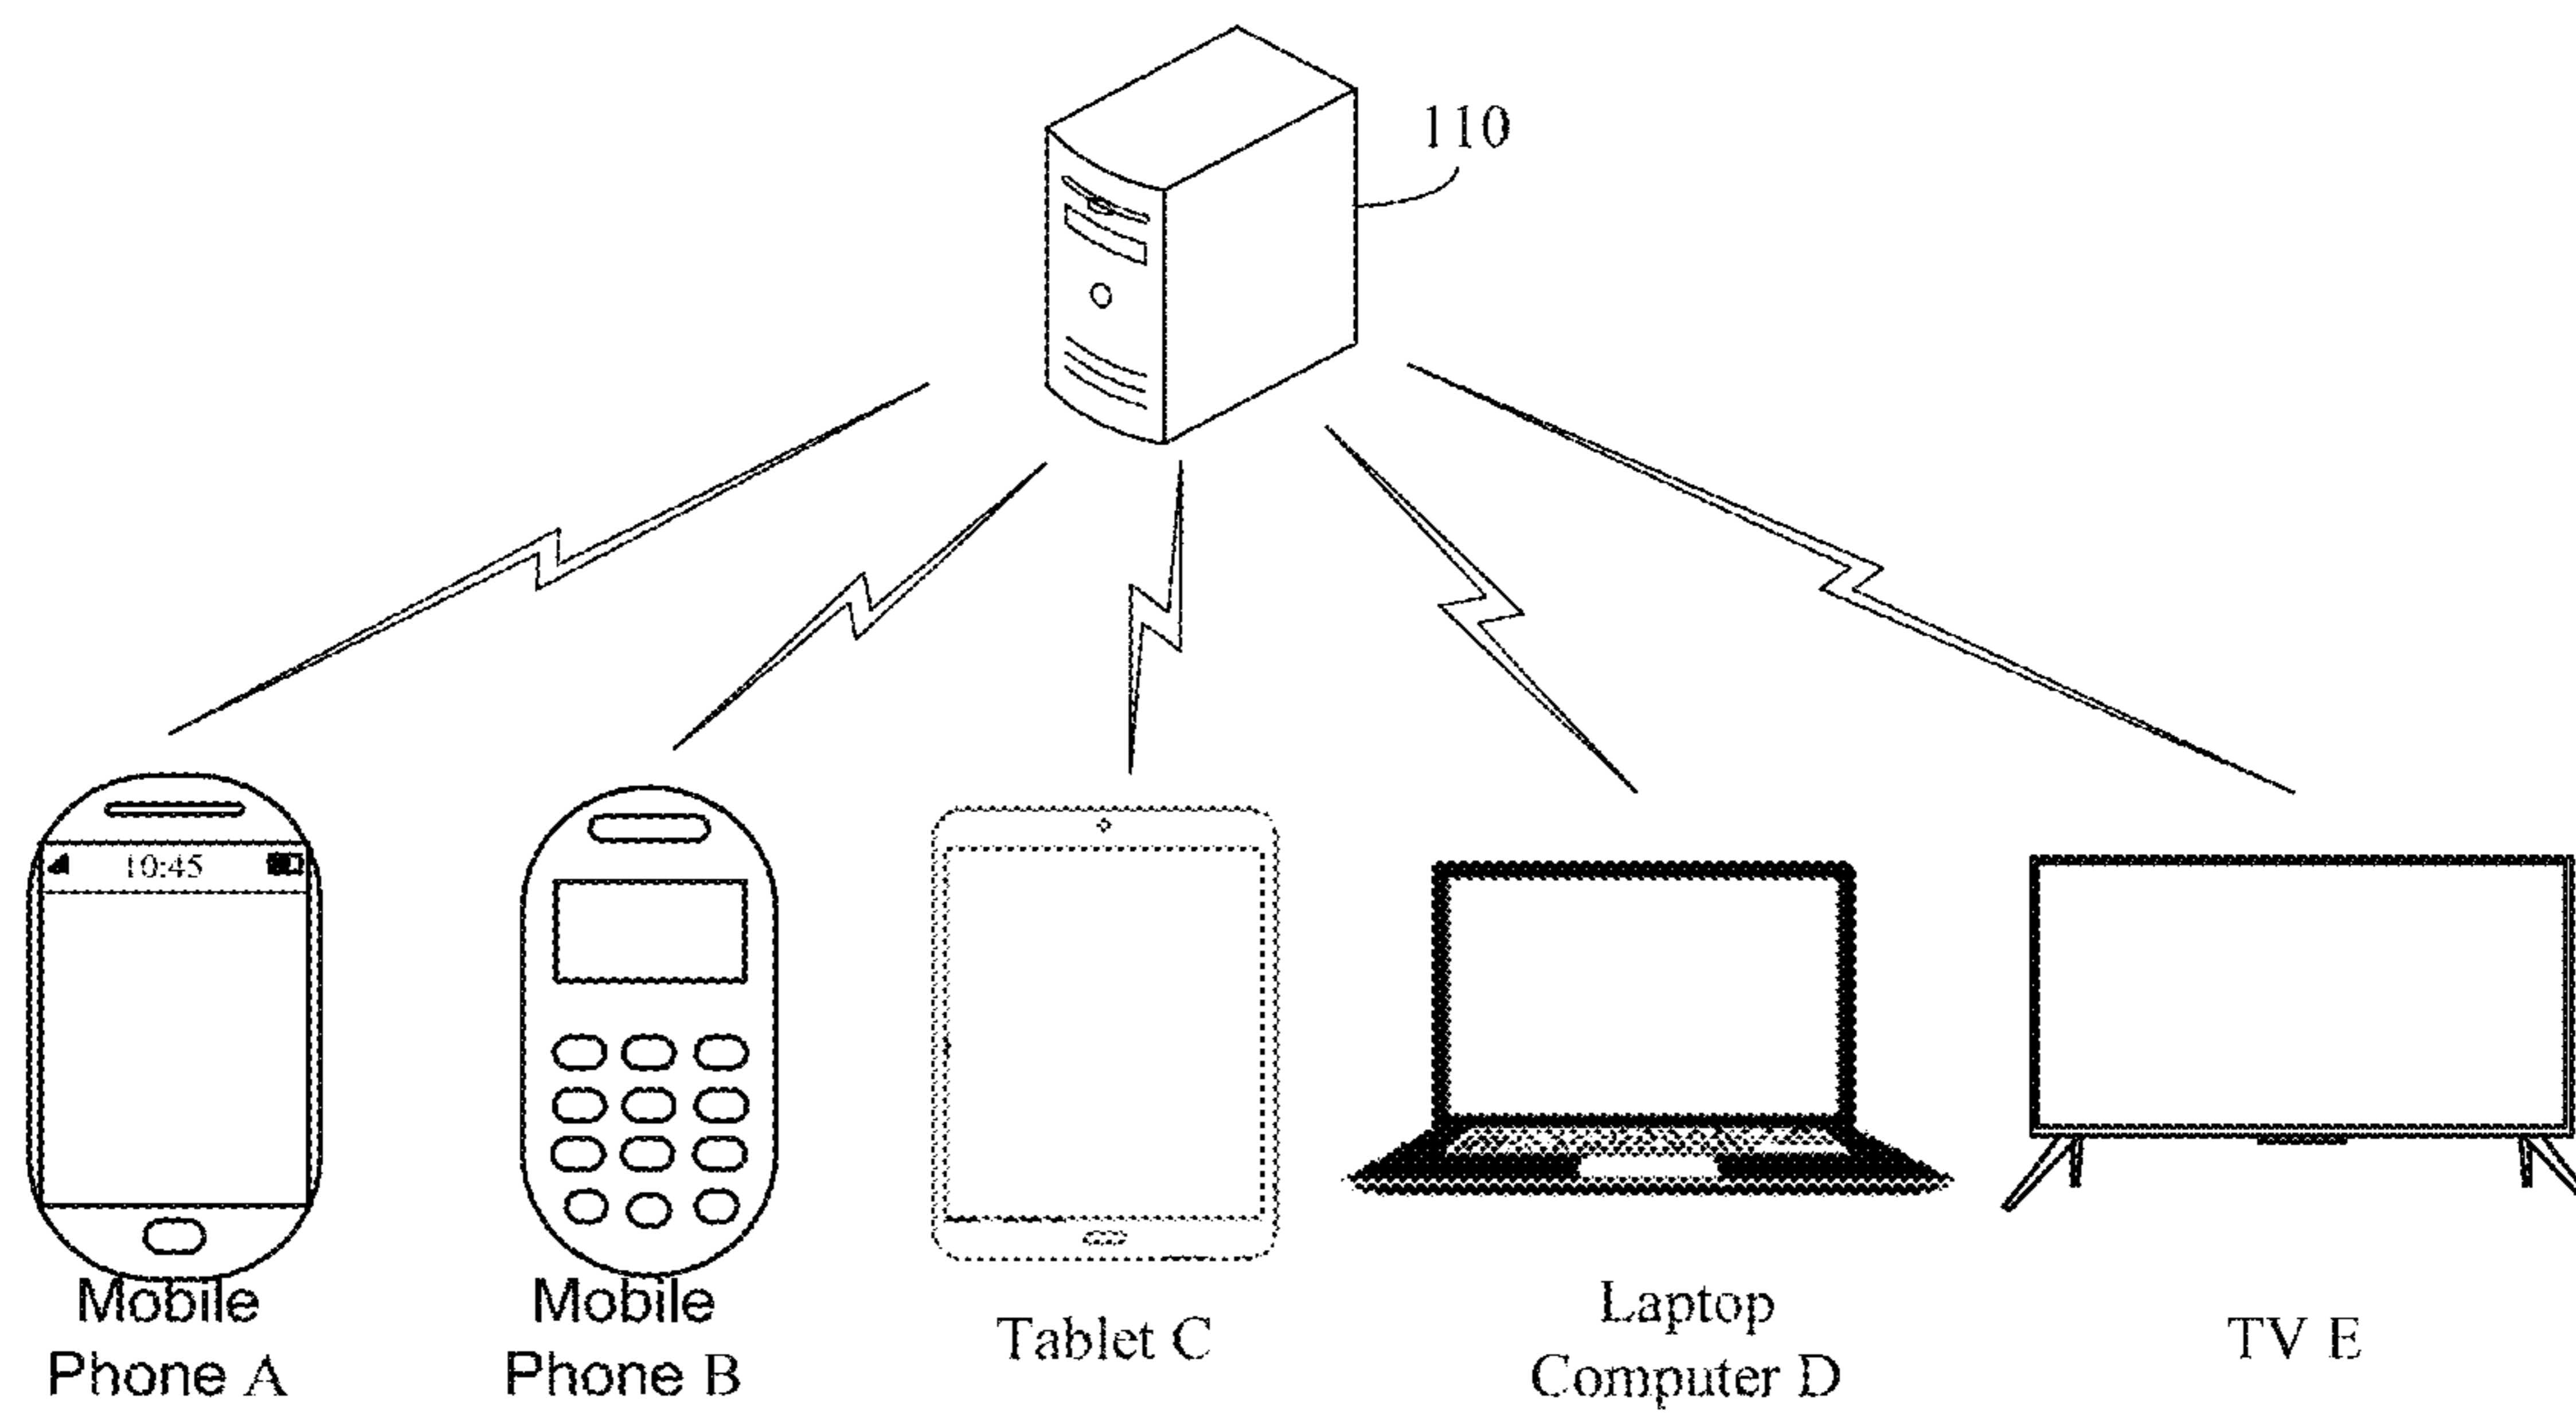 110
10:45
Mobile
Phone A
Mobile
Phone B
Tablet C
Laptop
Computer D
TV E